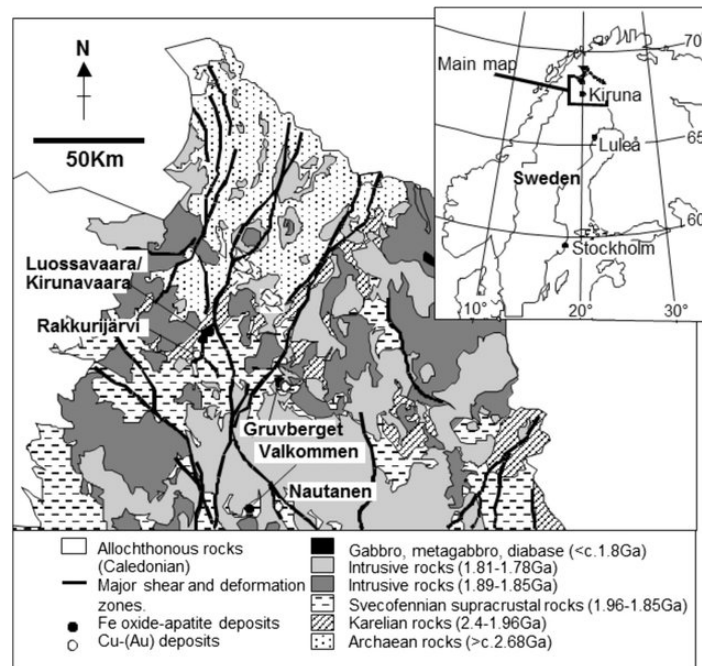 N
50Km
Luossavaara/
Kirunavaara
Rakkurijärvi
Gruvberget
Valkommen
Nautanen
Main map
Kiruna
Luleå
Sweden
Stockholm
70°
65
60
10°
20°
30°
Allochthonous rocks
(Caledonian)
Major shear and deformation
zones.
Fe oxide-apatite deposits
Cu-(Au) deposits
Gabbro, metagabbro, diabase (<c.1.8Ga)
Intrusive rocks (1.81-1.78Ga)
Intrusive rocks (1.89-1.85Ga)
Svecofennian supracrustal rocks (1.96-1.85Ga)
Karelian rocks (2.4-1.96Ga)
Archaean rocks (>c.2.68Ga)